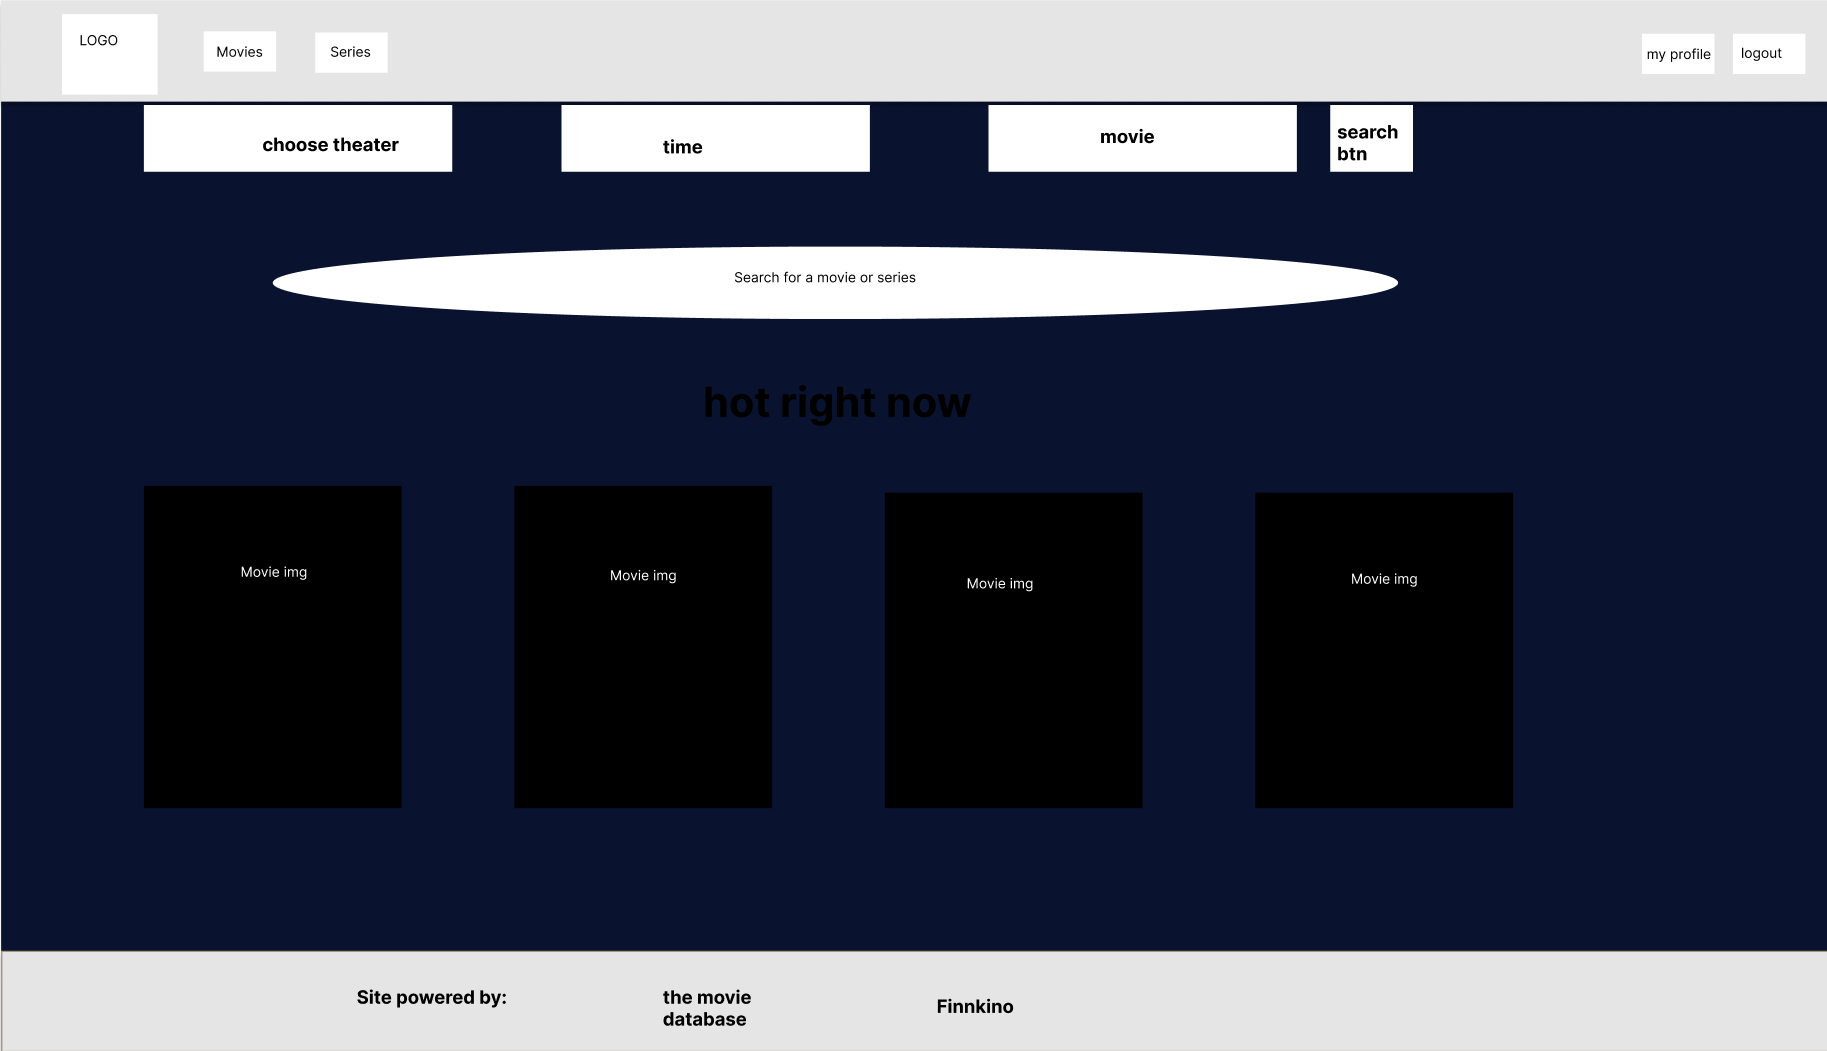 LOGO
Movies
Series
my profile
logout
choose theater
time
movie
search
btn
Search for a movie or series
hot right now
Movie img
Movie img
Movie img
Movie img
Site powered by:
the movie
database
Finnkino